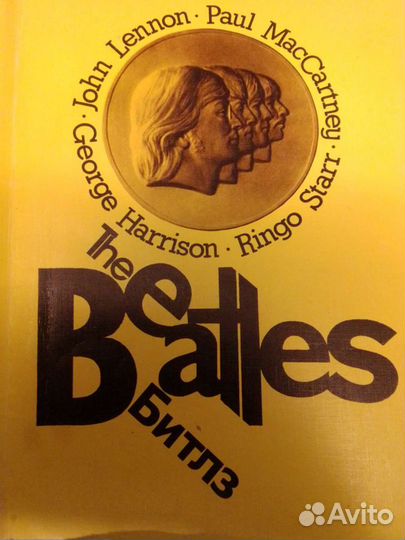 John Lennon · Paul MacCartney · Ringo Starr · George Harrison ·
The
Beatles
Битлз
Avito